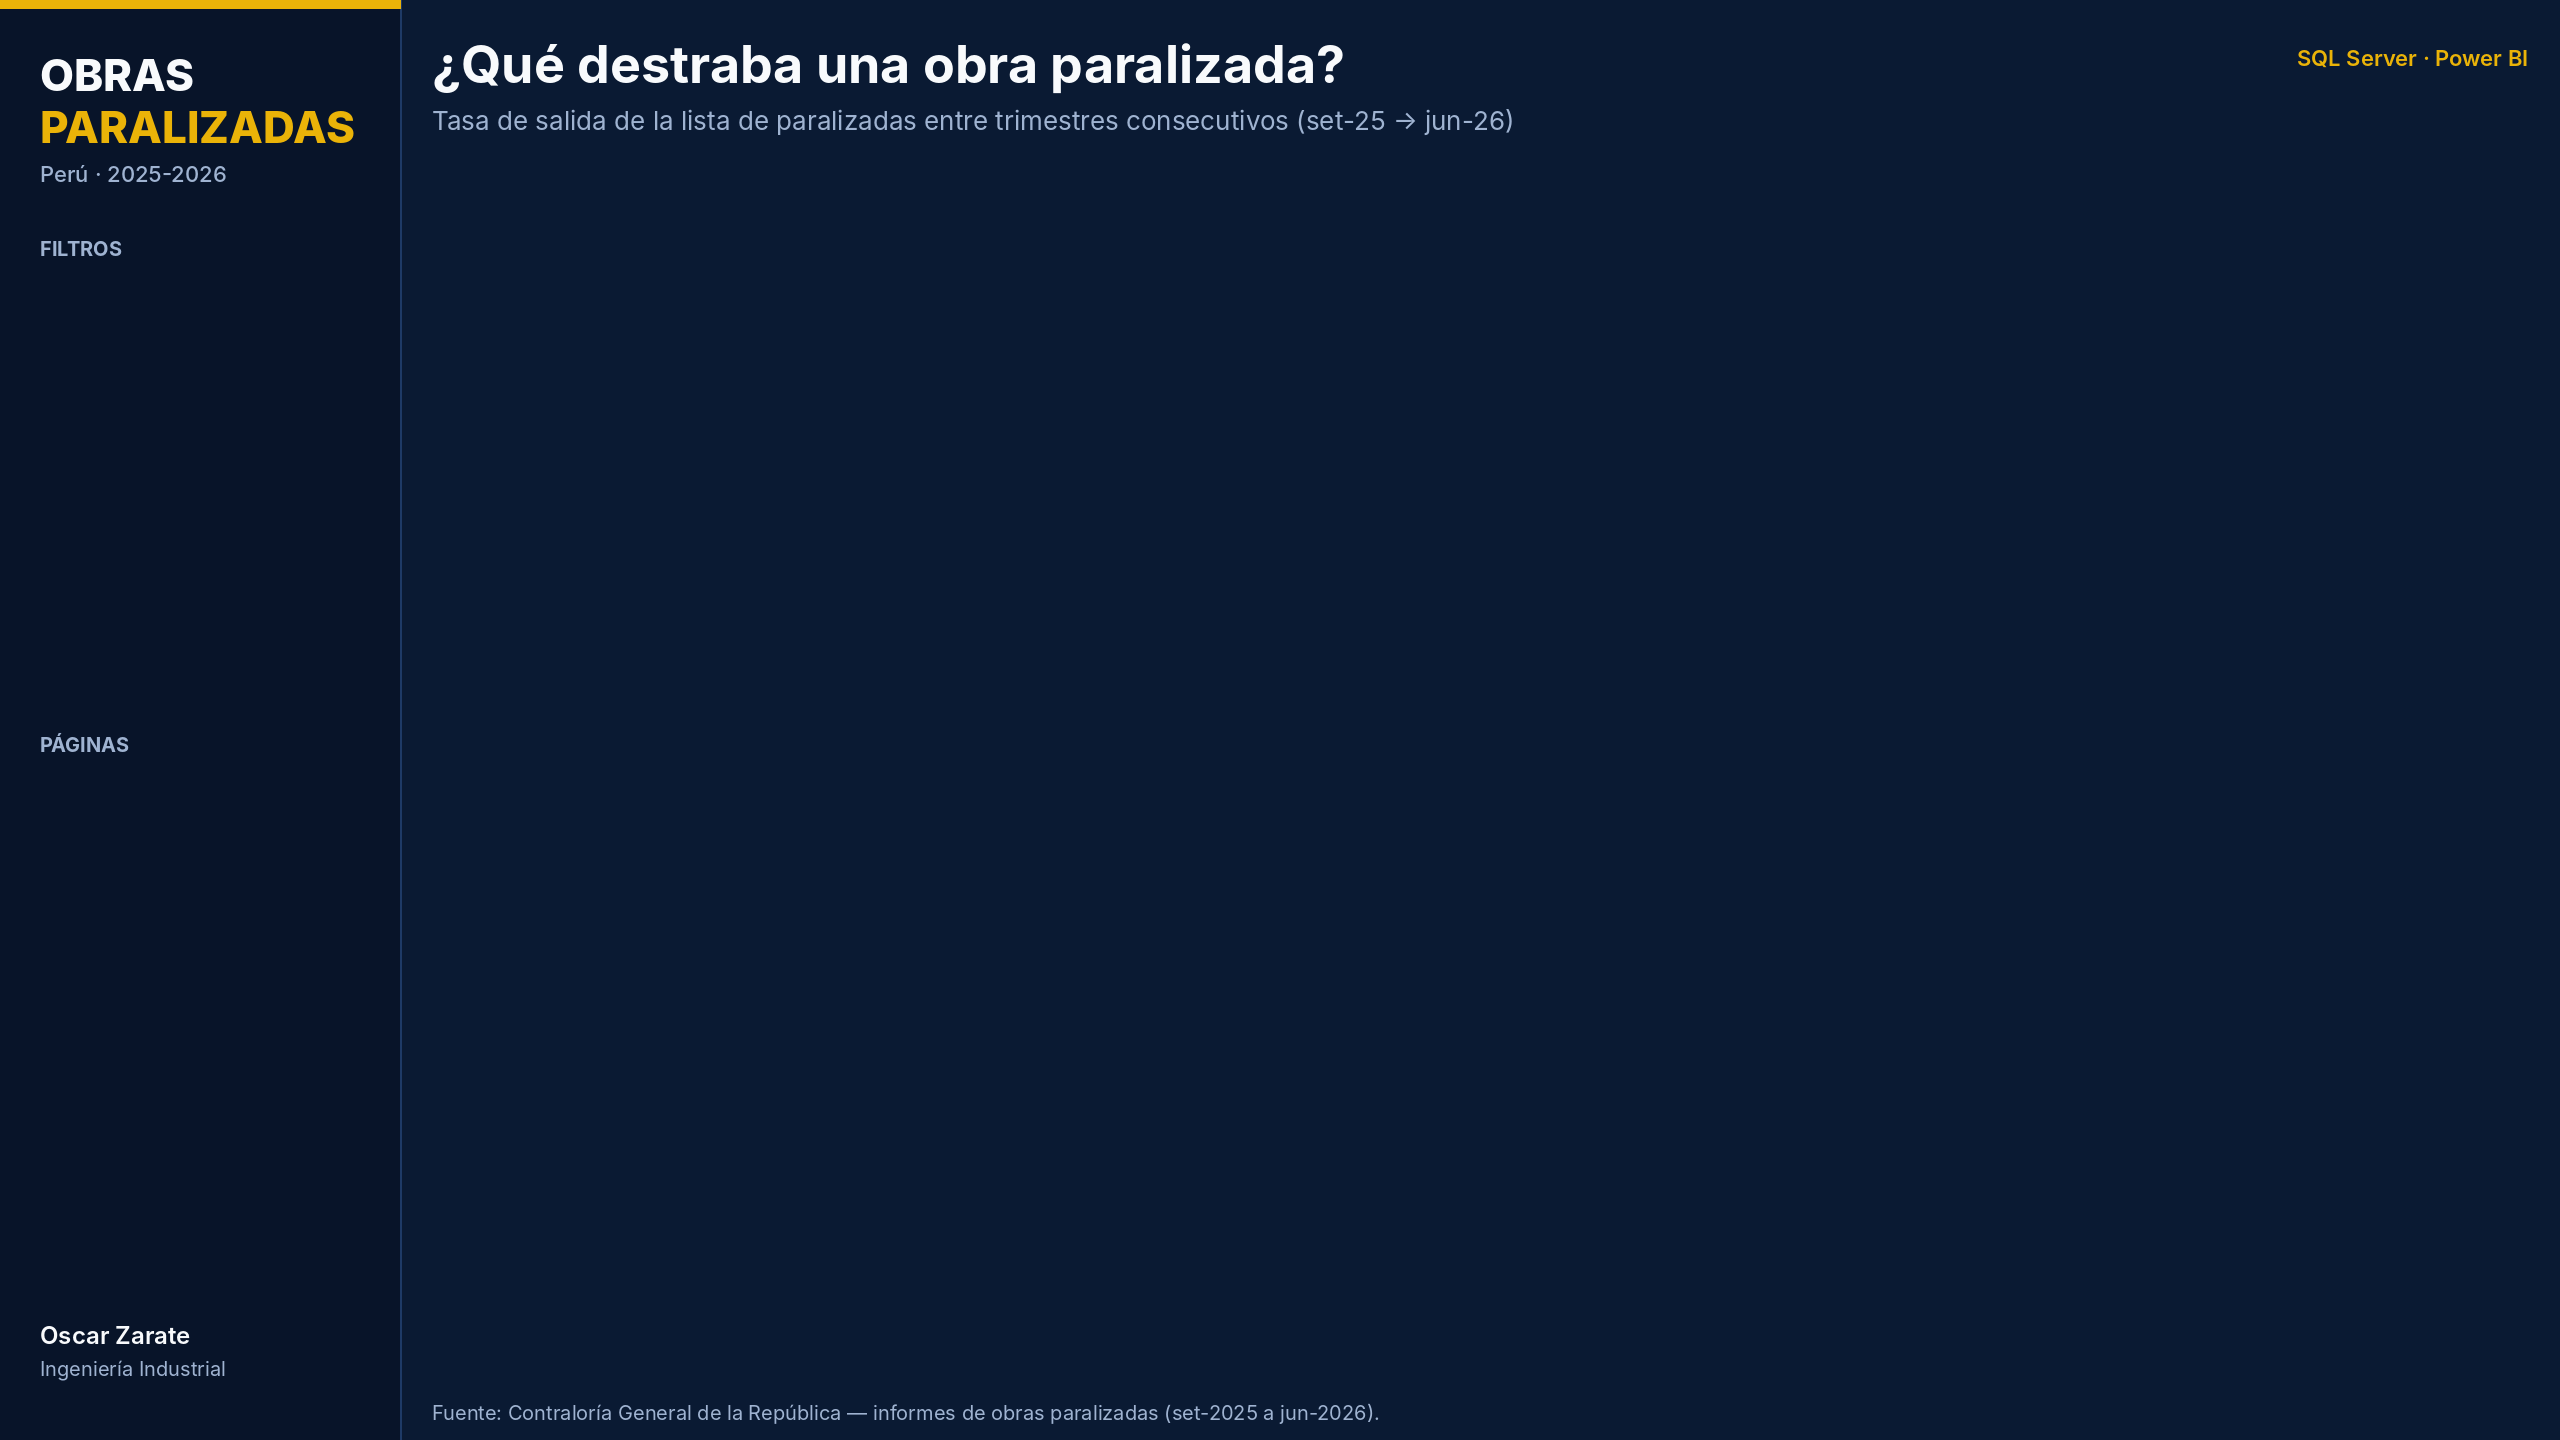 OBRAS
PARALIZADAS
Perú · 2025-2026
FILTROS
PÁGINAS
Oscar Zarate
Ingeniería Industrial
¿Qué destraba una obra paralizada?
Tasa de salida de la lista de paralizadas entre trimestres consecutivos (set-25 → jun-26)
SQL Server · Power BI
Fuente: Contraloría General de la República — informes de obras paralizadas (set-2025 a jun-2026).